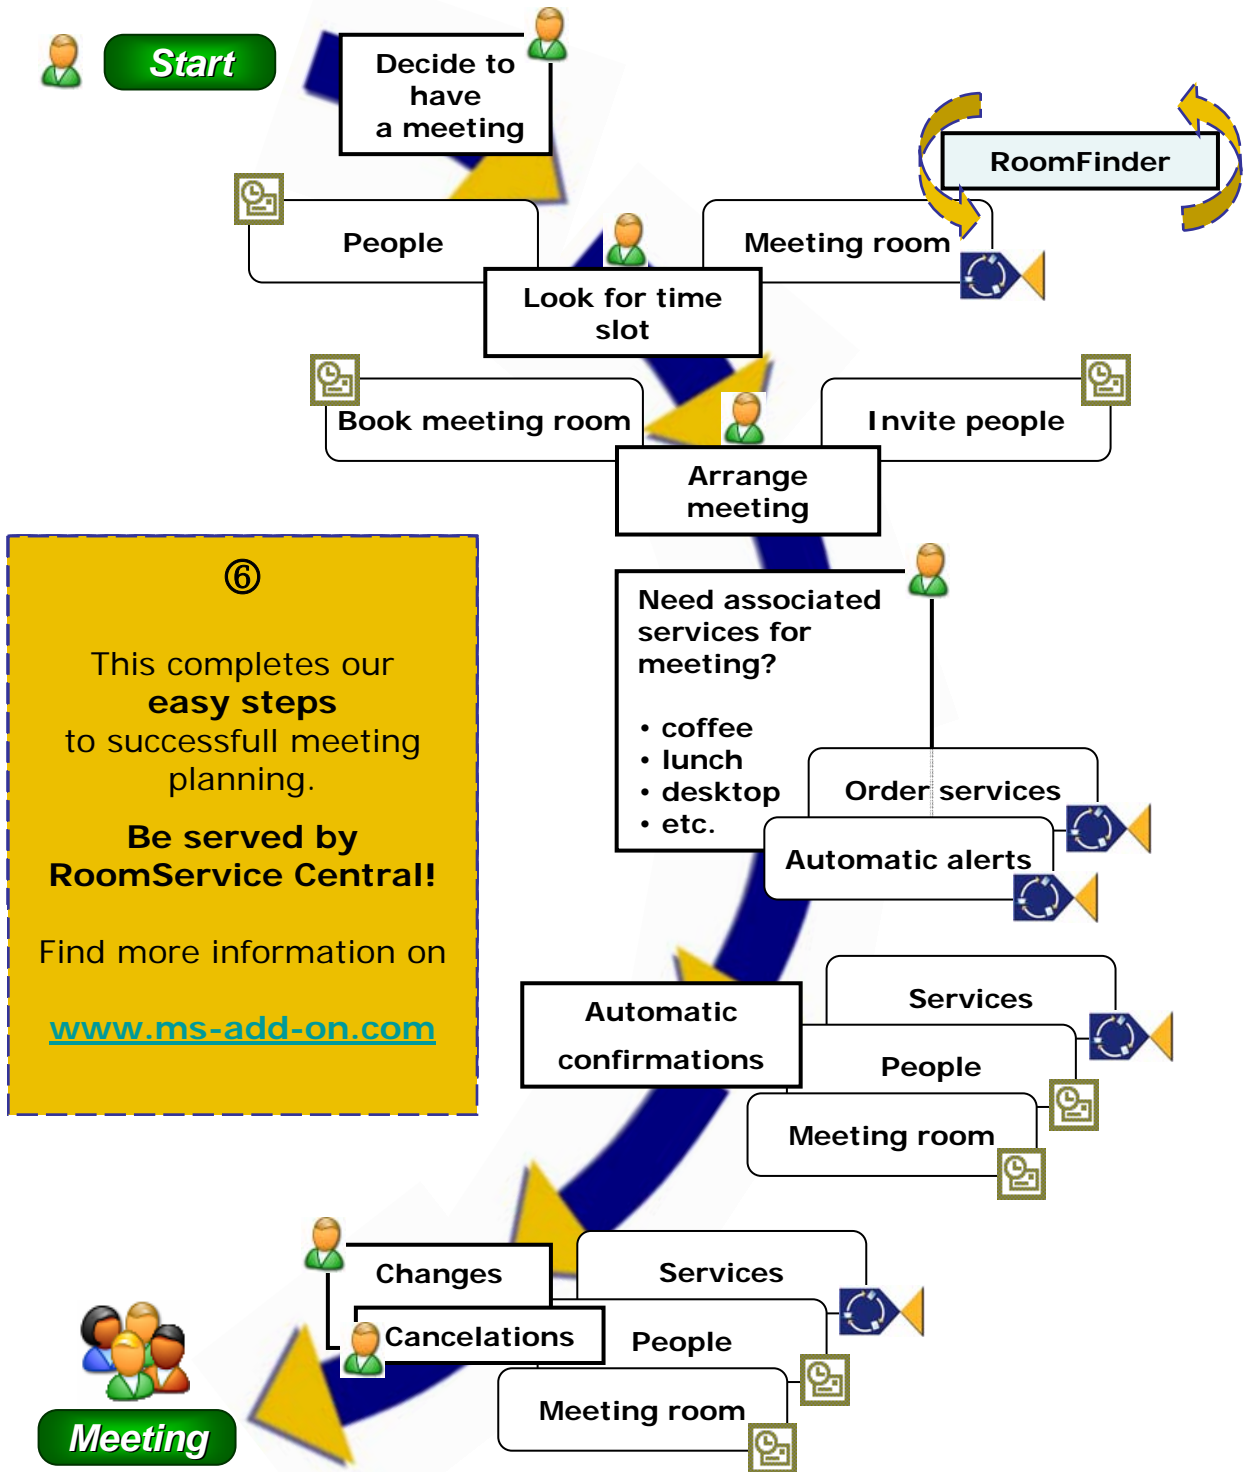 Start
Decide to
have
a meeting
RoomFinder
People
Meeting room
Look for time
slot
Book meeting room
Invite people
Arrange
meeting
⑥
This completes our
easy steps
to successfull meeting
planning.
Be served by
RoomService Central!
Find more information on
www.ms-add-on.com
Need associated
services for
meeting?
• coffee
• lunch
• desktop
• etc.
Order services
Automatic alerts
Automatic
confirmations
Services
People
Meeting room
Changes
Cancelations
Services
People
Meeting room
Meeting